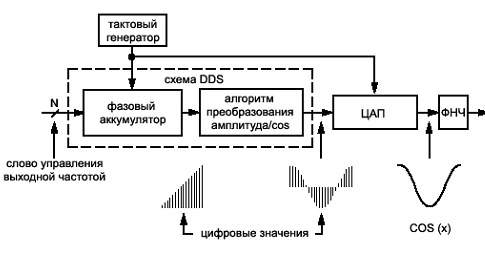 тактовый
генератор
схема DDS
N
фазовый
аккумулятор
алгоритм
преобразования
амплитуда/cos
ЦАП
ФНЧ
слово управления
выходной частотой
цифровые значения
COS (x)